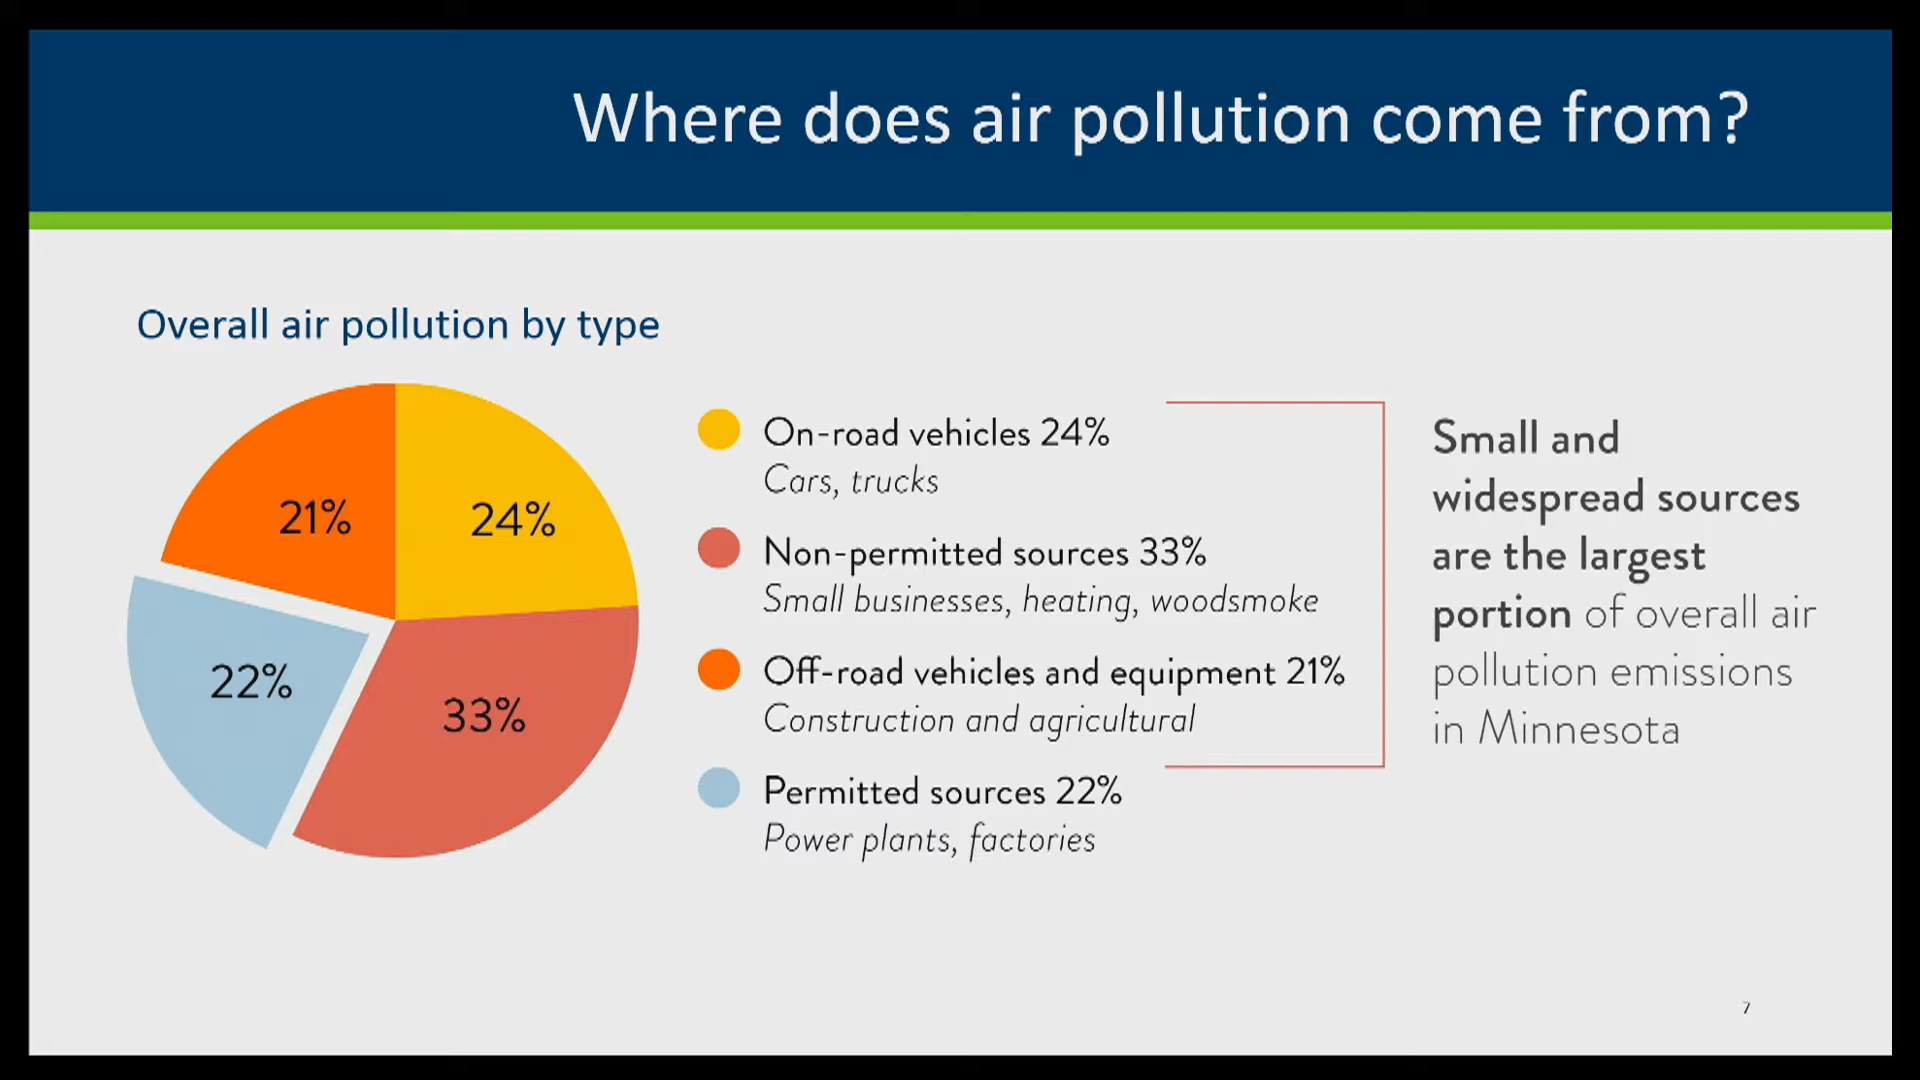 Where does air pollution come from?
Overall air pollution by type
21%
24%
22%
33%
On-road vehicles 24%
Cars, trucks
Non-permitted sources 33%
Small businesses, heating, woodsmoke
Off-road vehicles and equipment 21%
Construction and agricultural
Permitted sources 22%
Power plants, factories
Small and
widespread sources
are the largest
portion of overall air
pollution emissions
in Minnesota
7